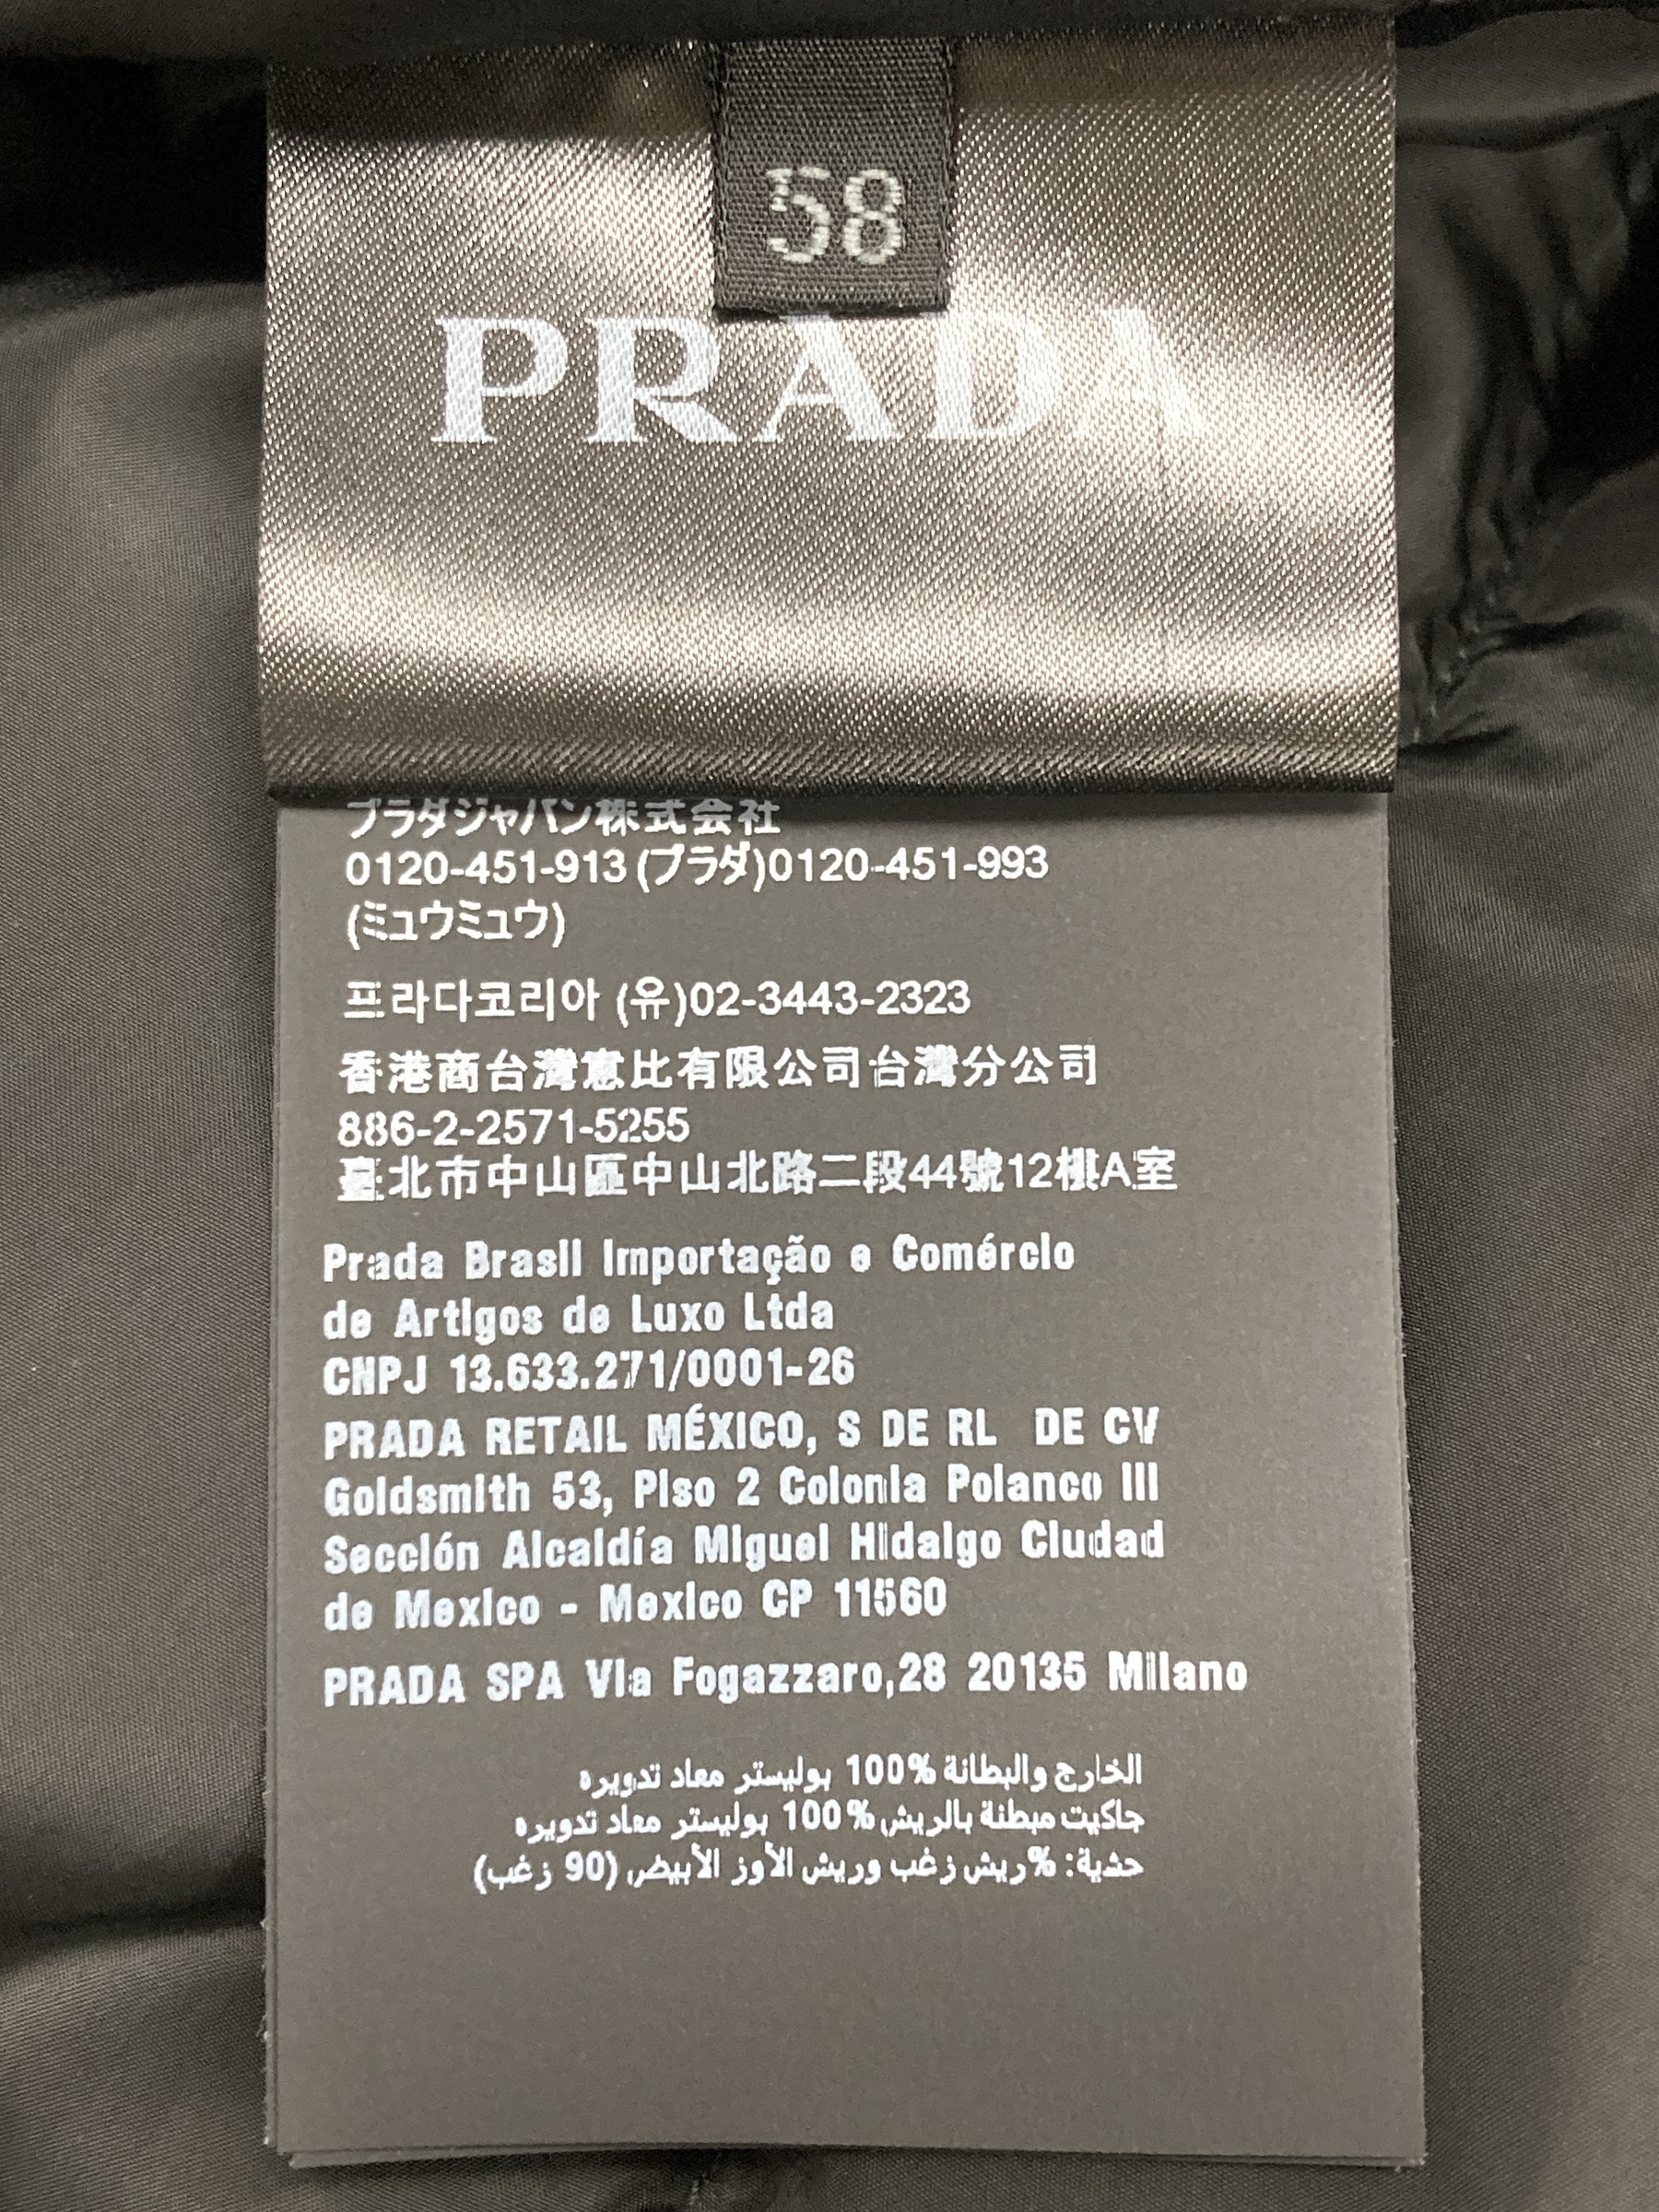 58
PRADA
プラダジャパン株式会社
0120-451-913 (プラダ)0120-451-993
(ミュウミュウ)
프라다코리아 (유)02-3443-2323
香港商台灣惠比有限公司台灣分公司
886-2-2571-5255
臺北市中山區中山北路二段44號12樓A室
Prada Brasil Importação e Comércio
de Artigos de Luxo Ltda
CNPJ 13.633.271/0001-26
PRADA RETAIL MÉXICO, S DE RL DE CV
Goldsmith 53, Piso 2 Colonia Polanco III
Sección Alcaldía Miguel Hidalgo Ciudad
de Mexico - Mexico CP 11560
PRADA SPA Via Fogazzaro,28 20135 Milano
الخارج والبطانة %100 بوليستر معاد تدويره
جاكيت مبطنة بالريش %100 بوليستر معاد تدويره
حشية: %ريش زغب وريش الأوز الأبيض (90 زغب)